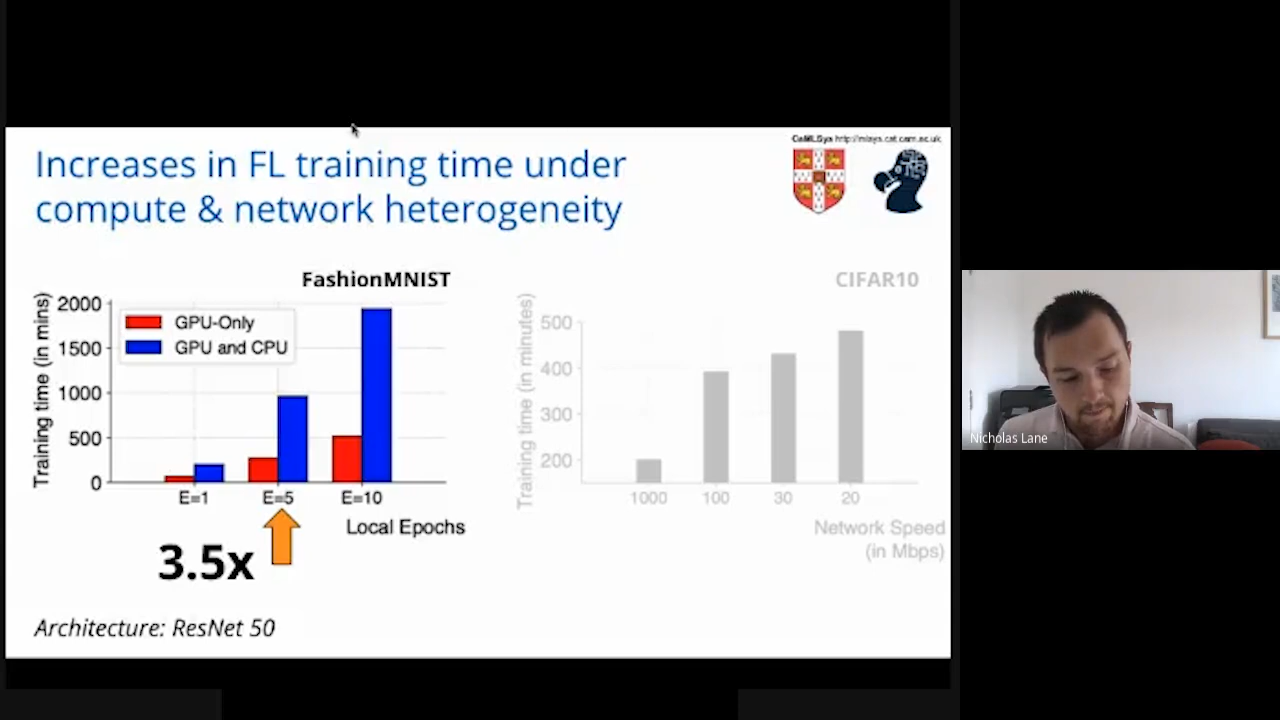 CaMLSys http://mlsys.cst.cam.ac.uk
Increases in FL training time under
compute & network heterogeneity
FashionMNIST
Training time (in mins)
2000
1500
1000
500
0
GPU-Only
GPU and CPU
E=1
E=5
E=10
Local Epochs
3.5x
CIFAR10
Training time (in minutes)
500
400
300
200
1000
100
30
20
Network Speed
(in Mbps)
Architecture: ResNet 50
Nicholas Lane